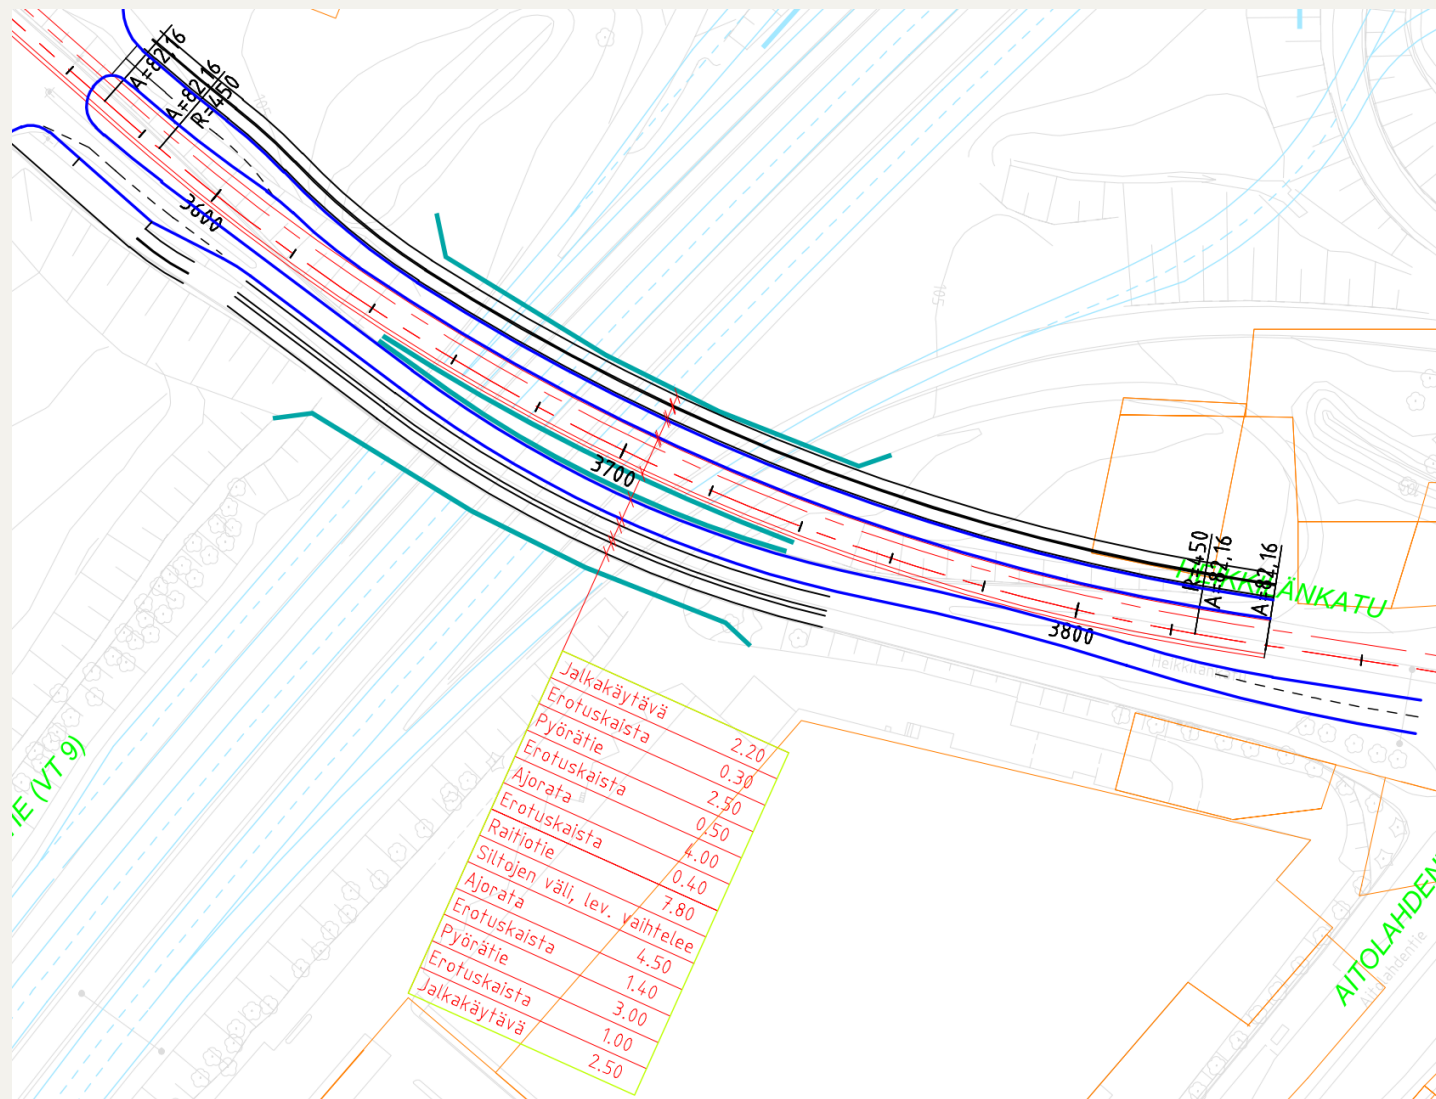 A=82,16
A=82,16
R=450
3600
105
3700
R=450
A=82,16
A=82,16
HEIKKILÄNKATU
3800
IE (VT 9)
Jalkakäytävä 2.20
Erotuskaista 0.30
Pyörätie 2.50
Erotuskaista 0.50
Ajorata 4.00
Erotuskaista 0.40
Raitiotie 7.80
Siltojen väli, lev. vaihtelee
Ajorata 4.50
Erotuskaista 1.40
Pyörätie 3.00
Erotuskaista 1.00
Jalkakäytävä 2.50
AITOLAHDEN
Aitolahdentie